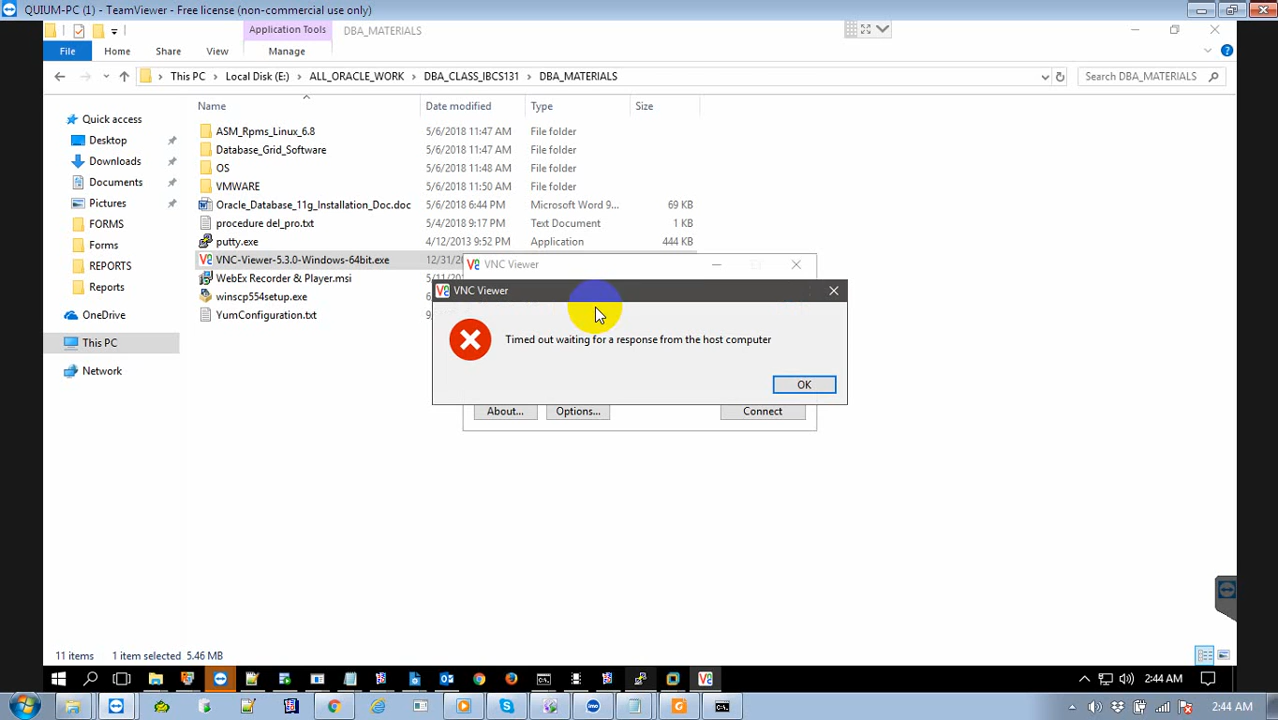 QUIUM-PC (1) - TeamViewer - Free license (non-commercial use only)
Application Tools
DBA_MATERIALS
File
Home
Share
View
Manage
This PC
Local Disk (E:)
ALL_ORACLE_WORK
DBA_CLASS_IBCS131
DBA_MATERIALS
Search DBA_MATERIALS
Name
Date modified
Type
Size
Quick access
Desktop
Downloads
Documents
Pictures
FORMS
Forms
REPORTS
Reports
OneDrive
This PC
Network
ASM_Rpms_Linux_6.8 5/6/2018 11:47 AM File folder
Database_Grid_Software 5/6/2018 11:47 AM File folder
OS 5/6/2018 11:48 AM File folder
VMWARE 5/6/2018 11:50 AM File folder
Oracle_Database_11g_Installation_Doc.doc 5/6/2018 6:44 PM Microsoft Word 9... 69 KB
procedure del_pro.txt 5/4/2018 9:17 PM Text Document 1 KB
putty.exe 4/12/2013 9:52 PM Application 444 KB
VNC-Viewer-5.3.0-Windows-64bit.exe 12/31/2
WebEx Recorder & Player.msi 5/11/2
winscp554setup.exe 6
YumConfiguration.txt 9
VNC Viewer
VNC Viewer
Timed out waiting for a response from the host computer
OK
About...
Options...
Connect
11 items
1 item selected 5.46 MB
2:44 AM
2:44 AM